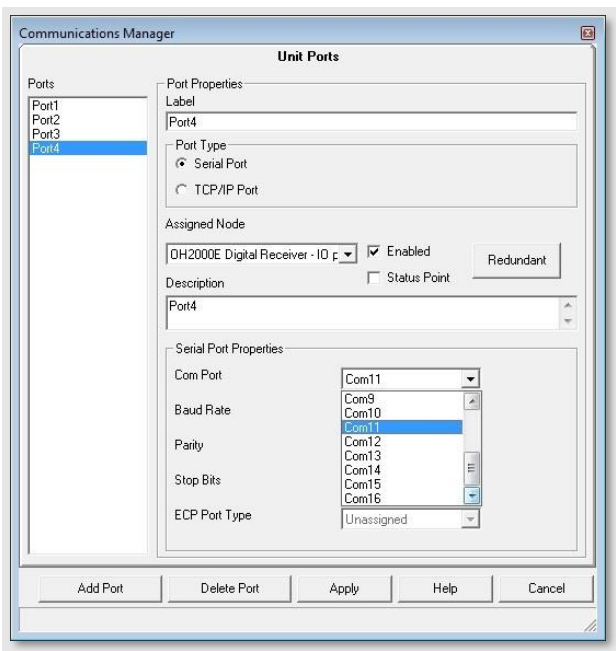 Communications Manager
Unit Ports
Ports
Port1
Port2
Port3
Port4
Port Properties
Label
Port4
Port Type
Serial Port
TCP/IP Port
Assigned Node
OH2000E Digital Receiver - IO p
Enabled
Status Point
Redundant
Description
Port4
Serial Port Properties
Com Port
Com11
Com9
Com10
Com11
Com12
Com13
Com14
Com15
Com16
Baud Rate
Parity
Stop Bits
ECP Port Type
Unassigned
Add Port
Delete Port
Apply
Help
Cancel